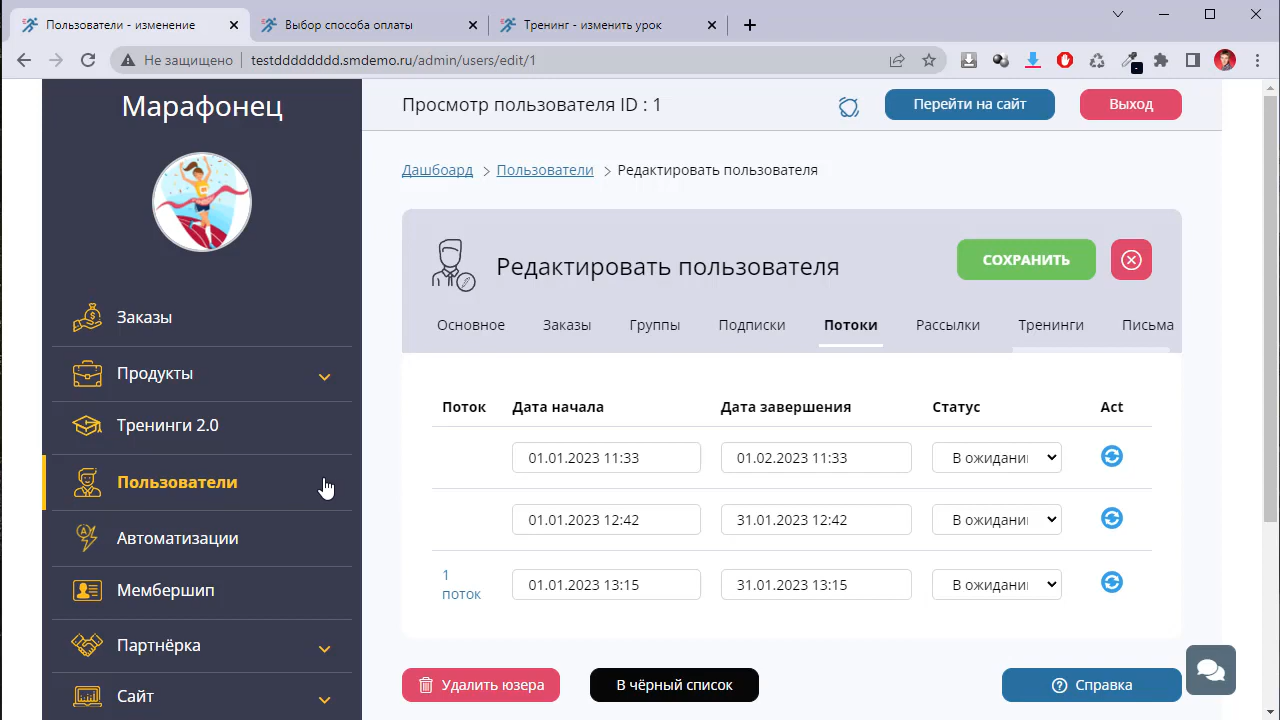 Пользователи - изменение
Выбор способа оплаты
Тренинг - изменить урок
Не защищено
testdddddddd.smdemo.ru/admin/users/edit/1
Марафонец
Просмотр пользователя ID : 1
Перейти на сайт
Выход
Дашбоард
Пользователи
Редактировать пользователя
Редактировать пользователя
СОХРАНИТЬ
Основное
Заказы
Группы
Подписки
Потоки
Рассылки
Тренинги
Письма
Заказы
Продукты
Тренинги 2.0
Пользователи
Автоматизации
Мембершип
Партнёрка
Сайт
Поток
Дата начала
Дата завершения
Статус
Act
01.01.2023 11:33
01.02.2023 11:33
В ожидани
01.01.2023 12:42
31.01.2023 12:42
В ожидани
1
поток
01.01.2023 13:15
31.01.2023 13:15
В ожидани
Удалить юзера
В чёрный список
Справка